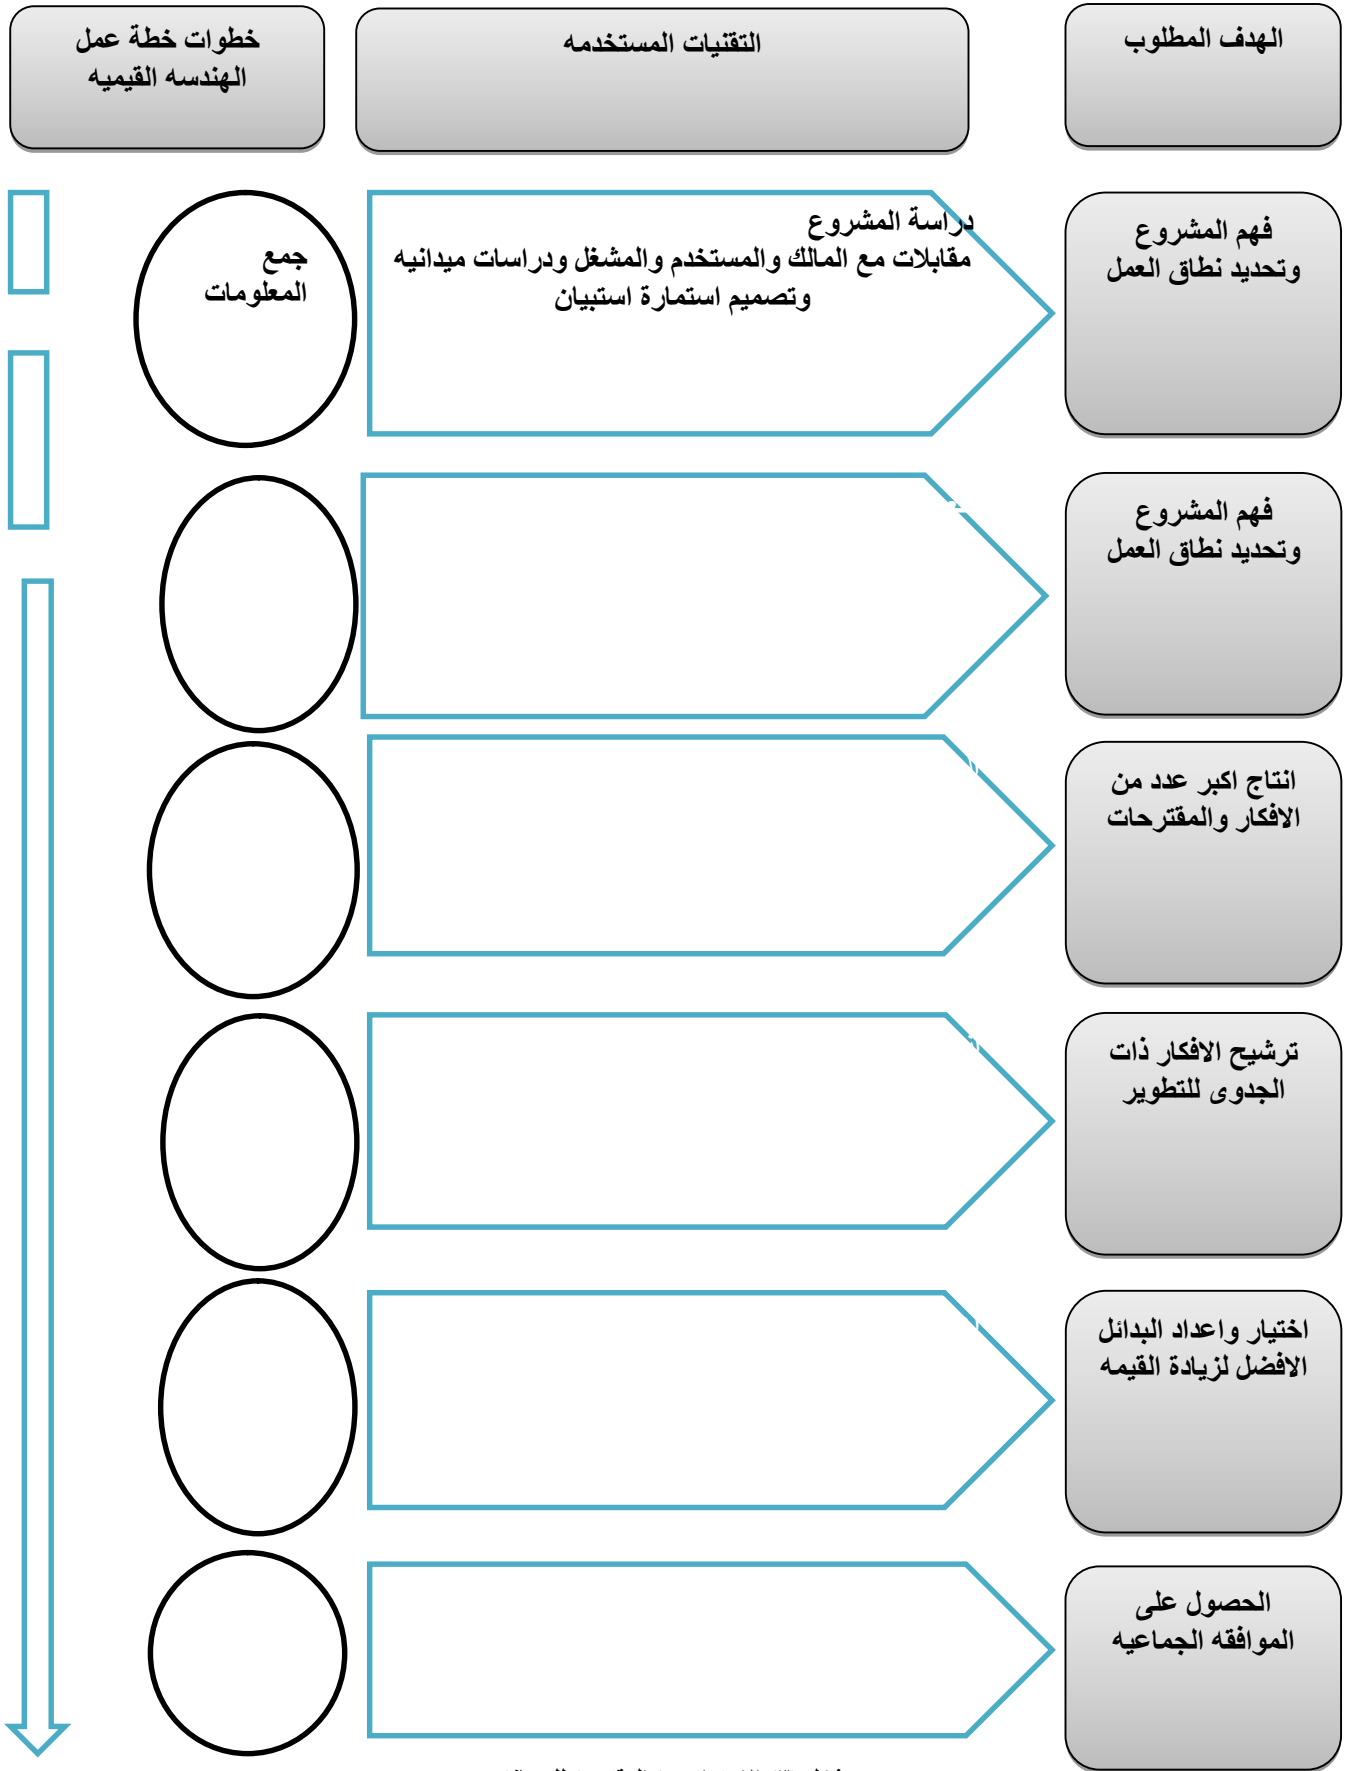 الهدف المطلوب
التقنيات المستخدمه
خطوات خطة عمل
الهندسه القيميه
فهم المشروع
وتحديد نطاق العمل
دراسة المشروع
مقابلات مع المالك والمستخدم والمشغل ودراسات ميدانيه
وتصميم استمارة استبيان
جمع
المعلومات
فهم المشروع
وتحديد نطاق العمل
انتاج اكبر عدد من
الافكار والمقترحات
ترشيح الافكار ذات
الجدوى للتطوير
اختيار واعداد البدائل
الافضل لزيادة القيمه
الحصول على
الموافقه الجماعيه